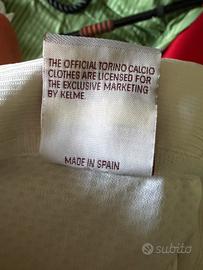 THE OFFICIAL TORINO CALCIO
CLOTHES ARE LICENSED FOR
THE EXCLUSIVE MARKETING
BY KELME.
MADE IN SPAIN
subito